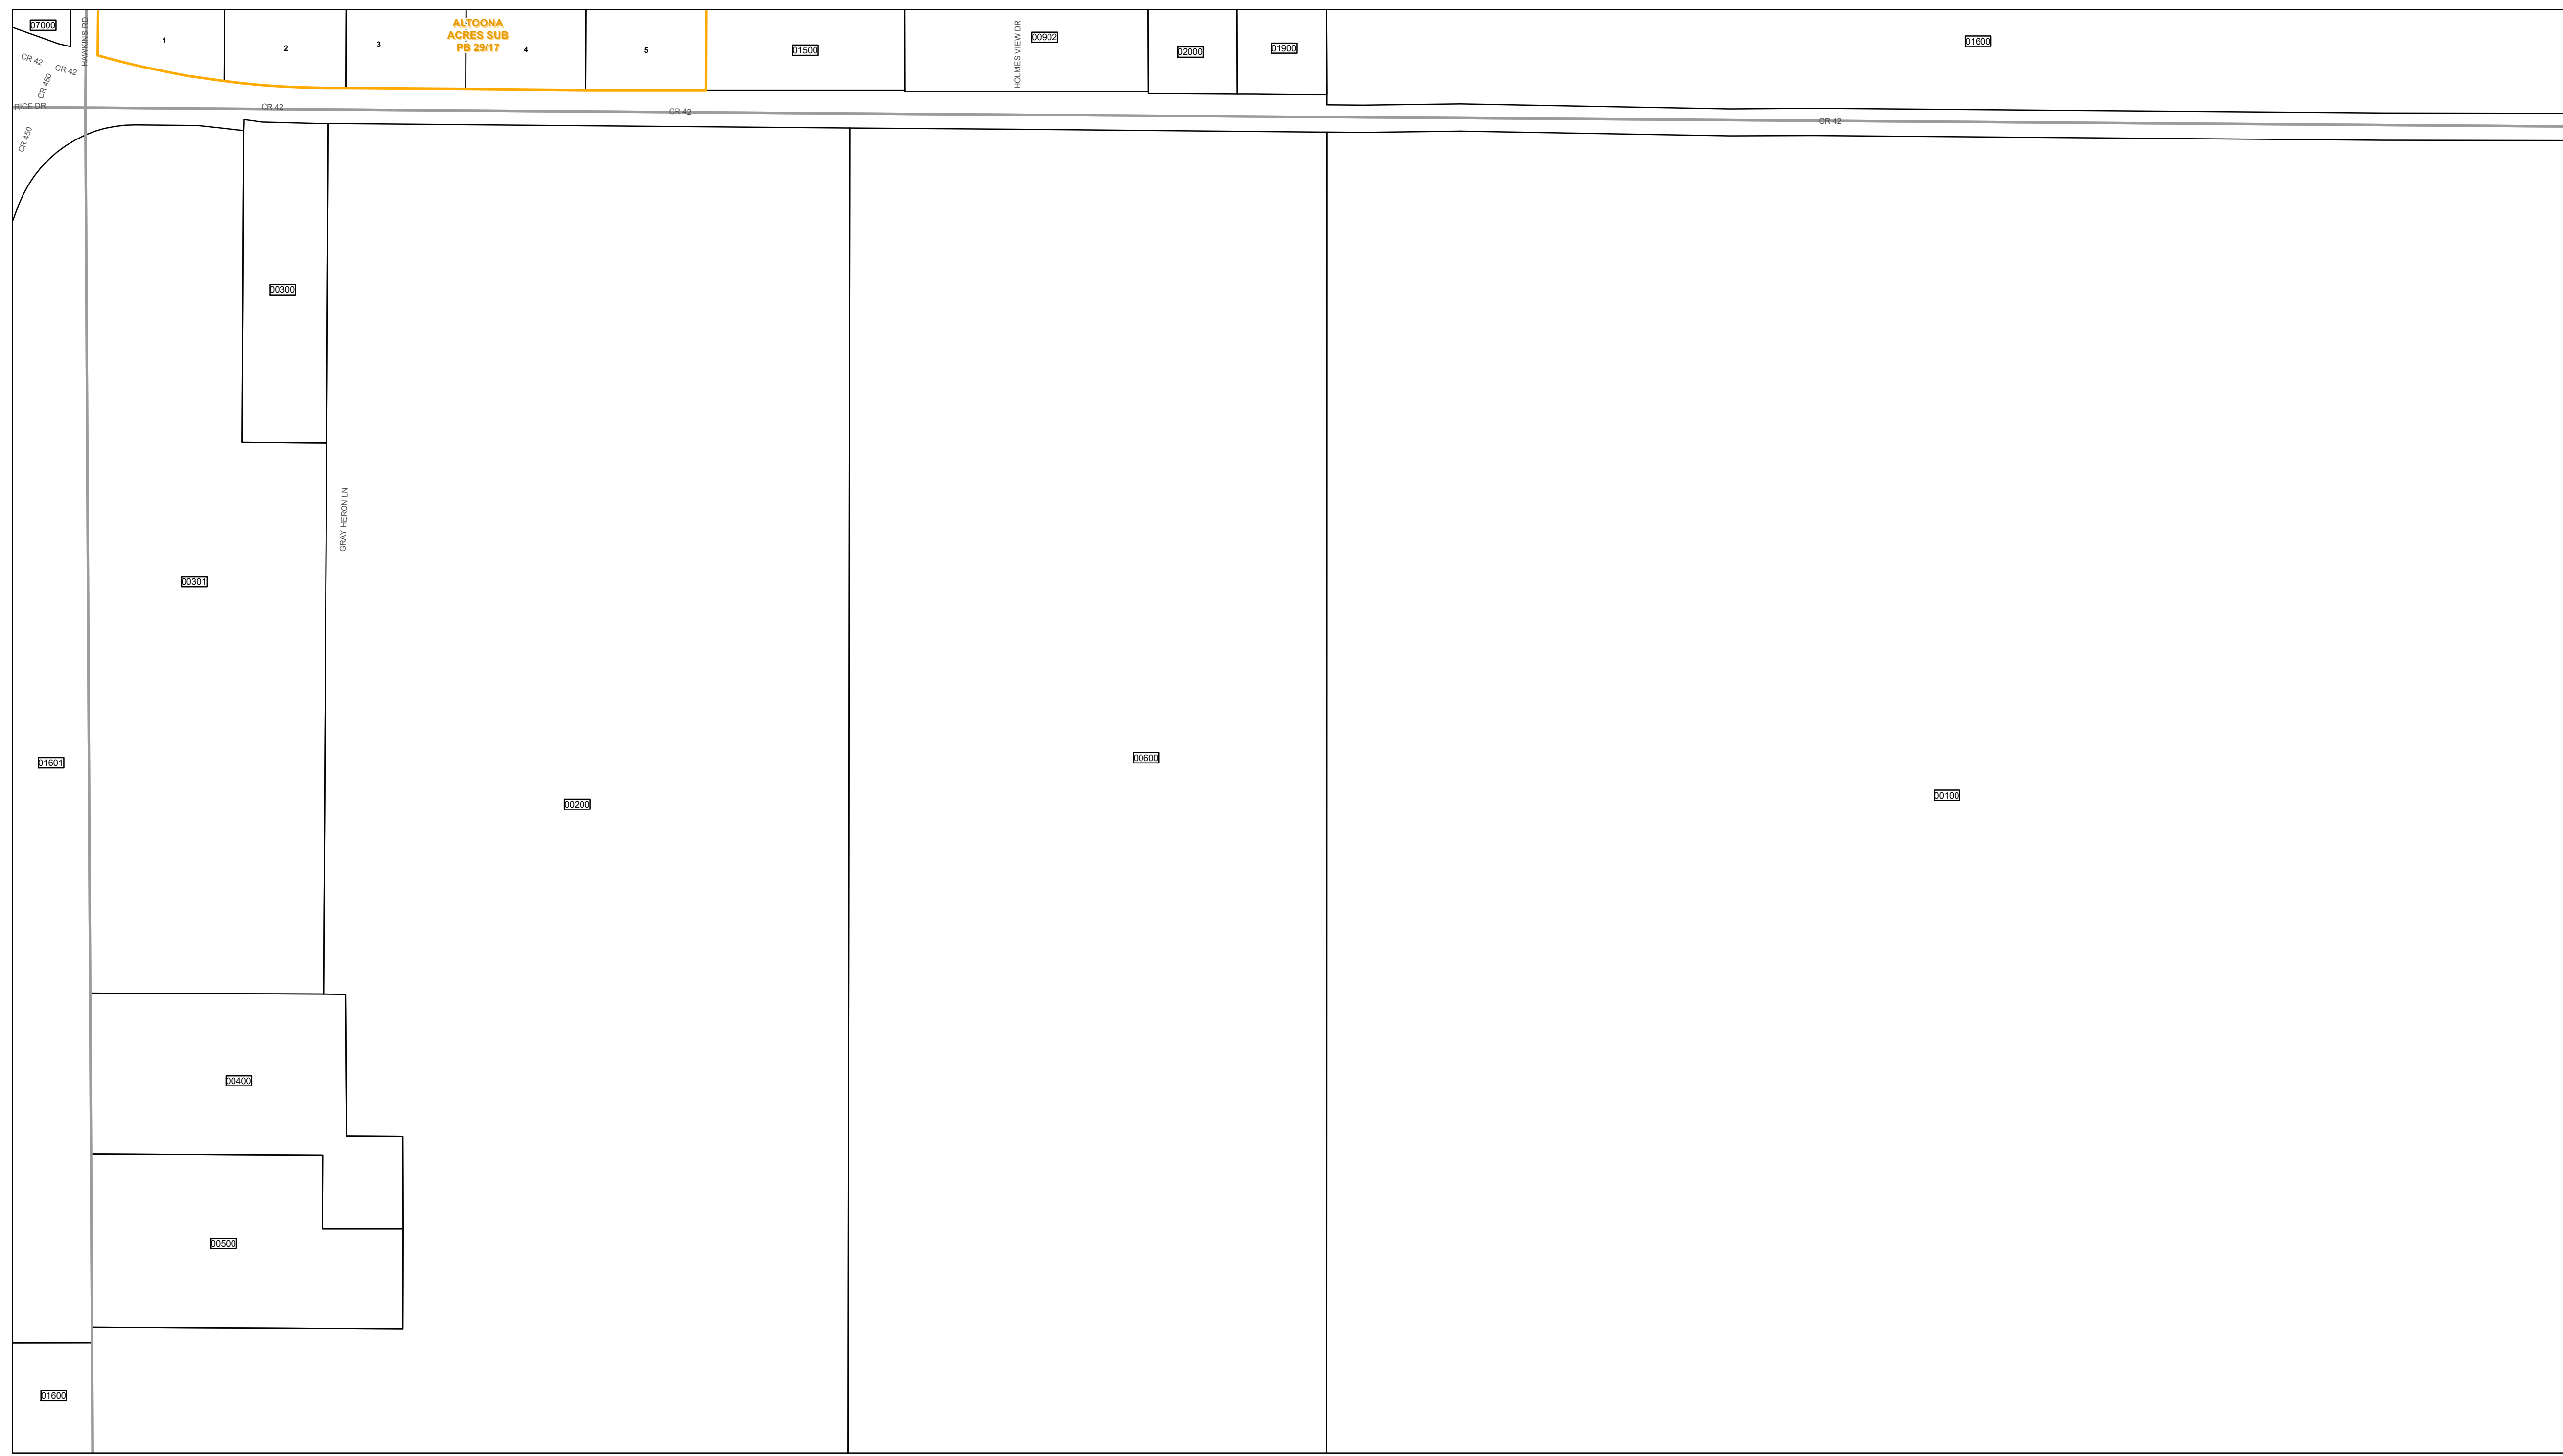 07000
HAWKINS RD
1
2
3
ALTOONA
ACRES SUB
PB 29/17
4
5
01500
HOLMES VIEW DR
00902
02000
01900
01600
CR 42
CR 42
CR 450
RICE DR
CR 42
CR 42
CR 42
CR 450
00300
GRAY HERON LN
00301
01601
00200
00600
00100
00400
00500
01600